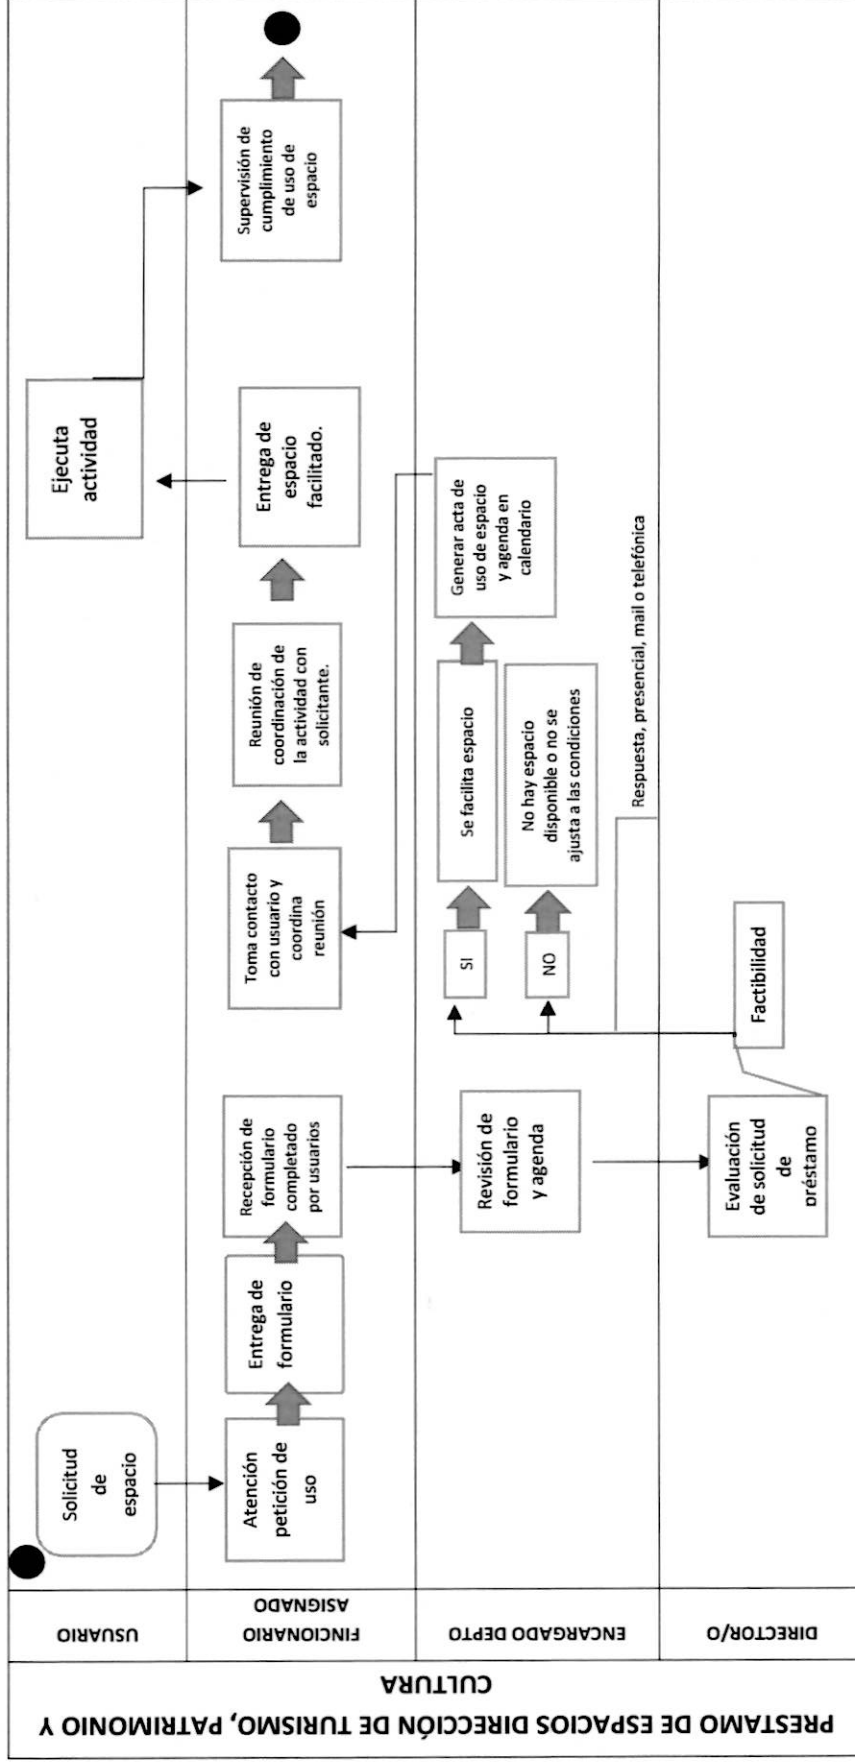 PRESTAMO DE ESPACIOS DIRECCIÓN DE TURISMO, PATRIMONIO Y
CULTURA
USUARIO
Solicitud
de
espacio
Ejecuta
actividad
FINCIONARIO
ASIGNADO
Atención
petición de
uso
Entrega de
formulario
Recepción de
formulario
completado
por usuarios
Toma contacto
con usuario y
coordina
reunión
Reunión de
coordinación de
la actividad con
solicitante.
Entrega de
espacio
facilitado.
Supervisión de
cumplimiento
de uso de
espacio
ENCARGADO DEPTO
Revisión de
formulario
y agenda
SI
Se facilita espacio
NO
No hay espacio
disponible o no se
ajusta a las condiciones
Generar acta de
uso de espacio
y agenda en
calendario
Respuesta, presencial, mail o telefónica
DIRECTOR/O
Evaluación
de solicitud
de
préstamo
Factibilidad